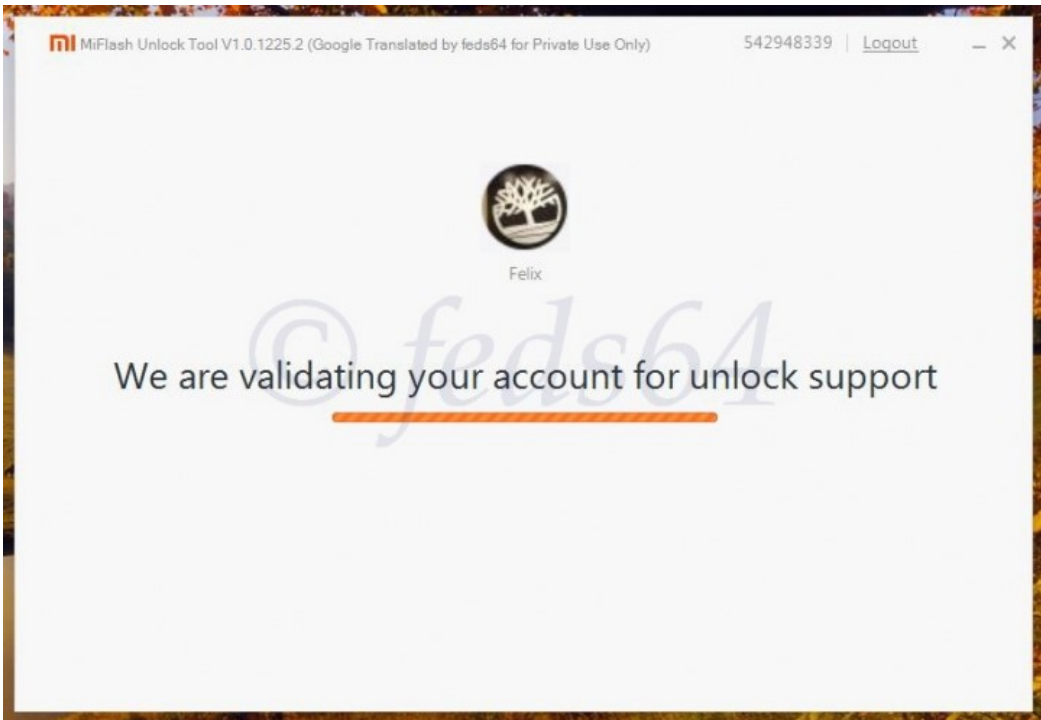 MiFlash Unlock Tool V1.0.1225.2 (Google Translated by feds64 for Private Use Only) 542948339 | Logout
Felix
© feds64
We are validating your account for unlock support